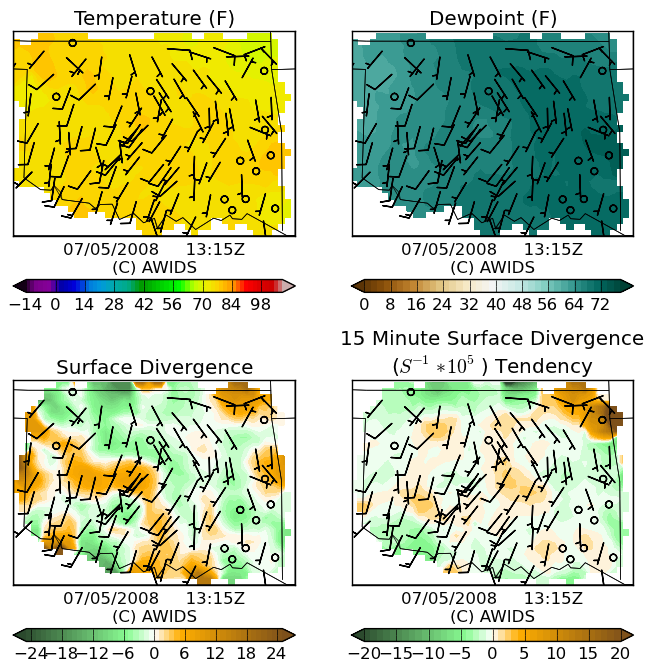 Temperature (F)
07/05/2008 13:15Z
(C) AWIDS
−14 0 14 28 42 56 70 84 98
Dewpoint (F)
07/05/2008 13:15Z
(C) AWIDS
0 8 16 24 32 40 48 56 64 72
Surface Divergence
07/05/2008 13:15Z
(C) AWIDS
−24 −18 −12 −6 0 6 12 18 24
15 Minute Surface Divergence
(S⁻¹ *10⁵ ) Tendency
07/05/2008 13:15Z
(C) AWIDS
−20 −15 −10 −5 0 5 10 15 20